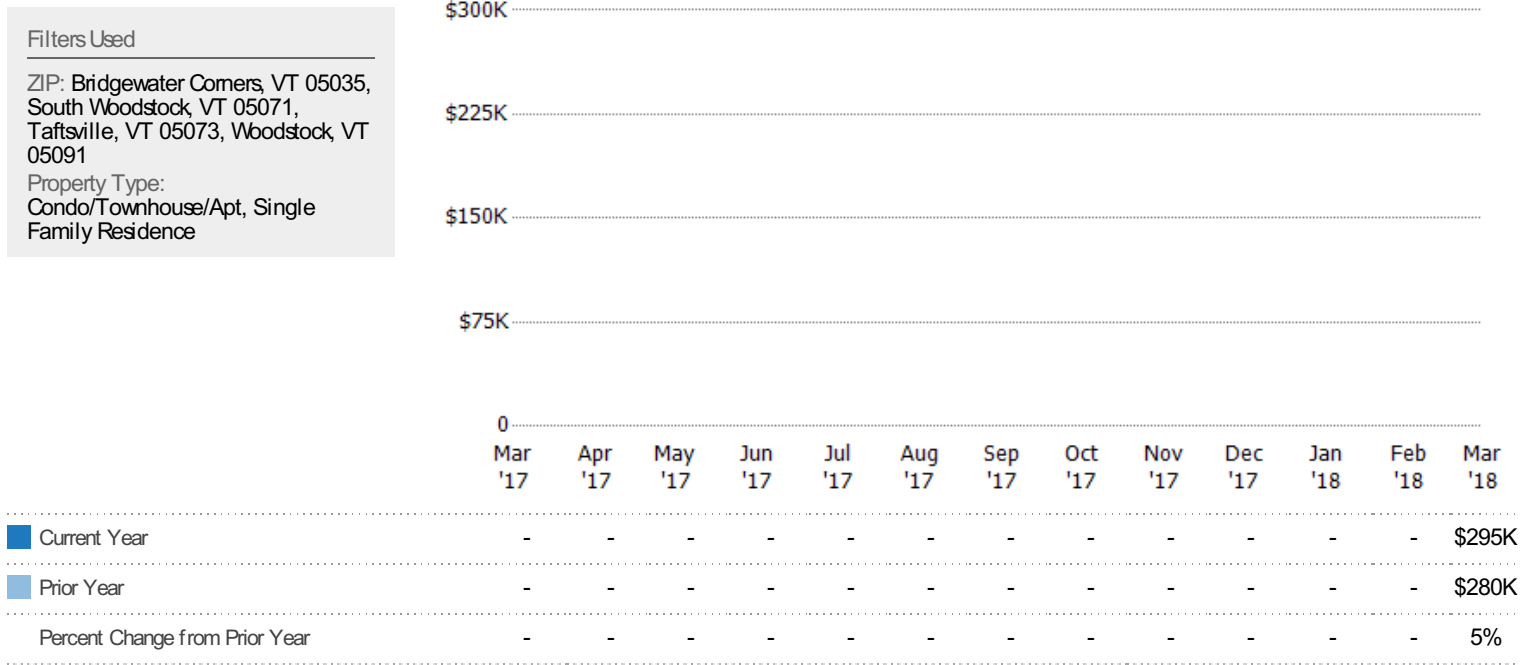 Filters Used
ZIP: Bridgewater Corners, VT 05035,
South Woodstock, VT 05071,
Taftsville, VT 05073, Woodstock, VT
05091
Property Type:
Condo/Townhouse/Apt, Single
Family Residence
$300K
$225K
$150K
$75K
0
Mar Apr May Jun Jul Aug Sep Oct Nov Dec Jan Feb Mar
'17 '17 '17 '17 '17 '17 '17 '17 '17 '17 '18 '18 '18
Current Year - - - - - - - - - - - - $295K
Prior Year - - - - - - - - - - - - $280K
Percent Change from Prior Year - - - - - - - - - - - - 5%